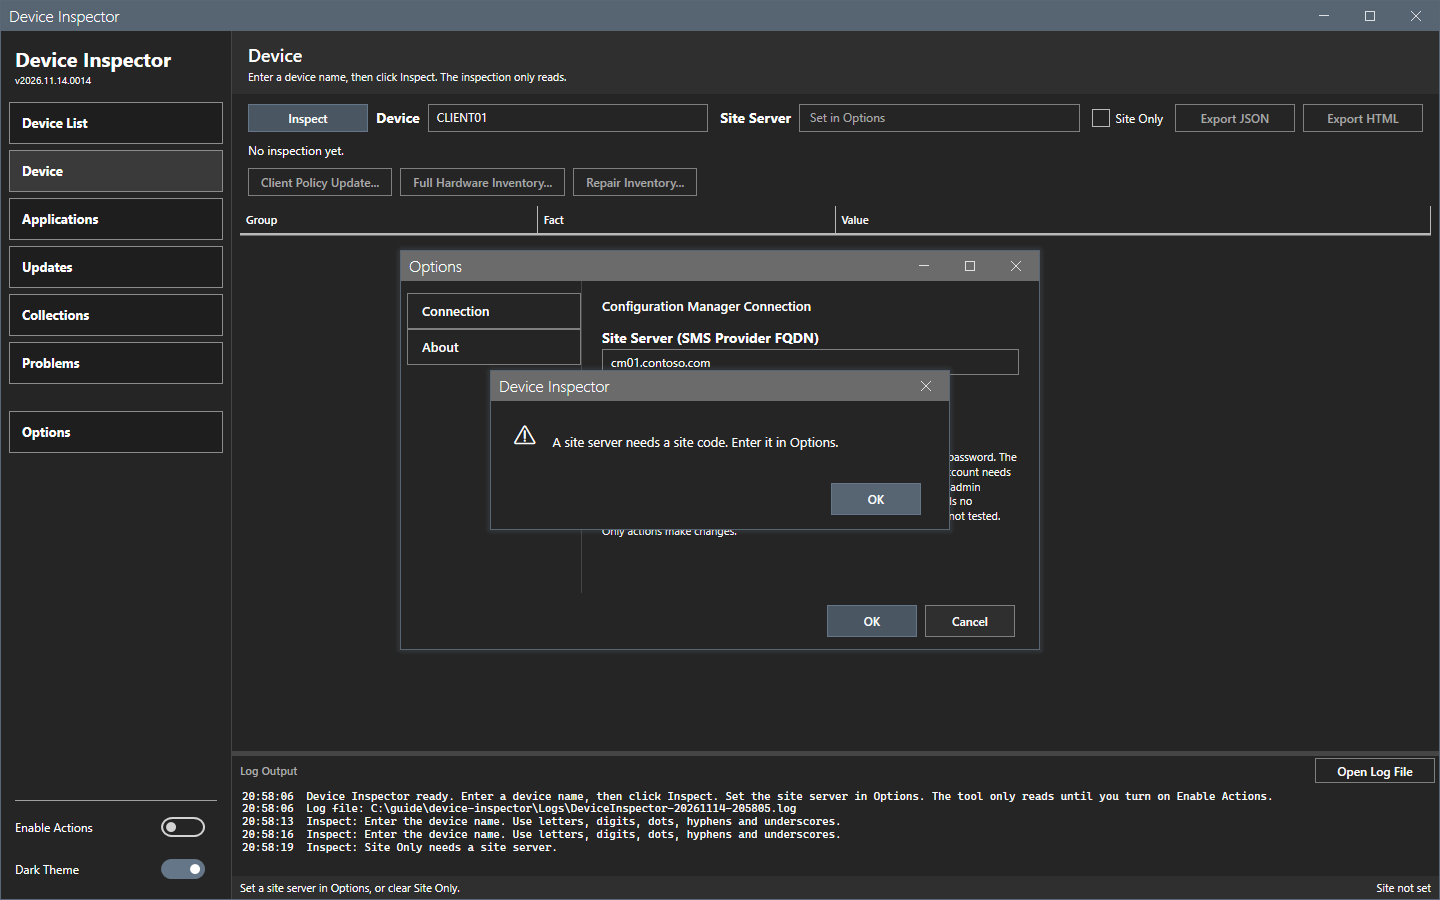 Device Inspector
Device Inspector
v2026.11.14.0014
Device List
Device
Applications
Updates
Collections
Problems
Options
Enable Actions
Dark Theme
Device
Enter a device name, then click Inspect. The inspection only reads.
Inspect Device CLIENT01 Site Server Set in Options Site Only Export JSON Export HTML
No inspection yet.
Client Policy Update... Full Hardware Inventory... Repair Inventory...
Group Fact Value
Options
Connection
About
Configuration Manager Connection
Site Server (SMS Provider FQDN)
cm01.contoso.com
Device Inspector
A site server needs a site code. Enter it in Options.
OK
password. The
count needs
admin
ls no
not tested.
Only actions make changes.
OK Cancel
Log Output Open Log File
20:58:06 Device Inspector ready. Enter a device name, then click Inspect. Set the site server in Options. The tool only reads until you turn on Enable Actions.
20:58:06 Log file: C:\guide\device-inspector\Logs\DeviceInspector-20261114-205805.log
20:58:13 Inspect: Enter the device name. Use letters, digits, dots, hyphens and underscores.
20:58:16 Inspect: Enter the device name. Use letters, digits, dots, hyphens and underscores.
20:58:19 Inspect: Site Only needs a site server.
Set a site server in Options, or clear Site Only. Site not set